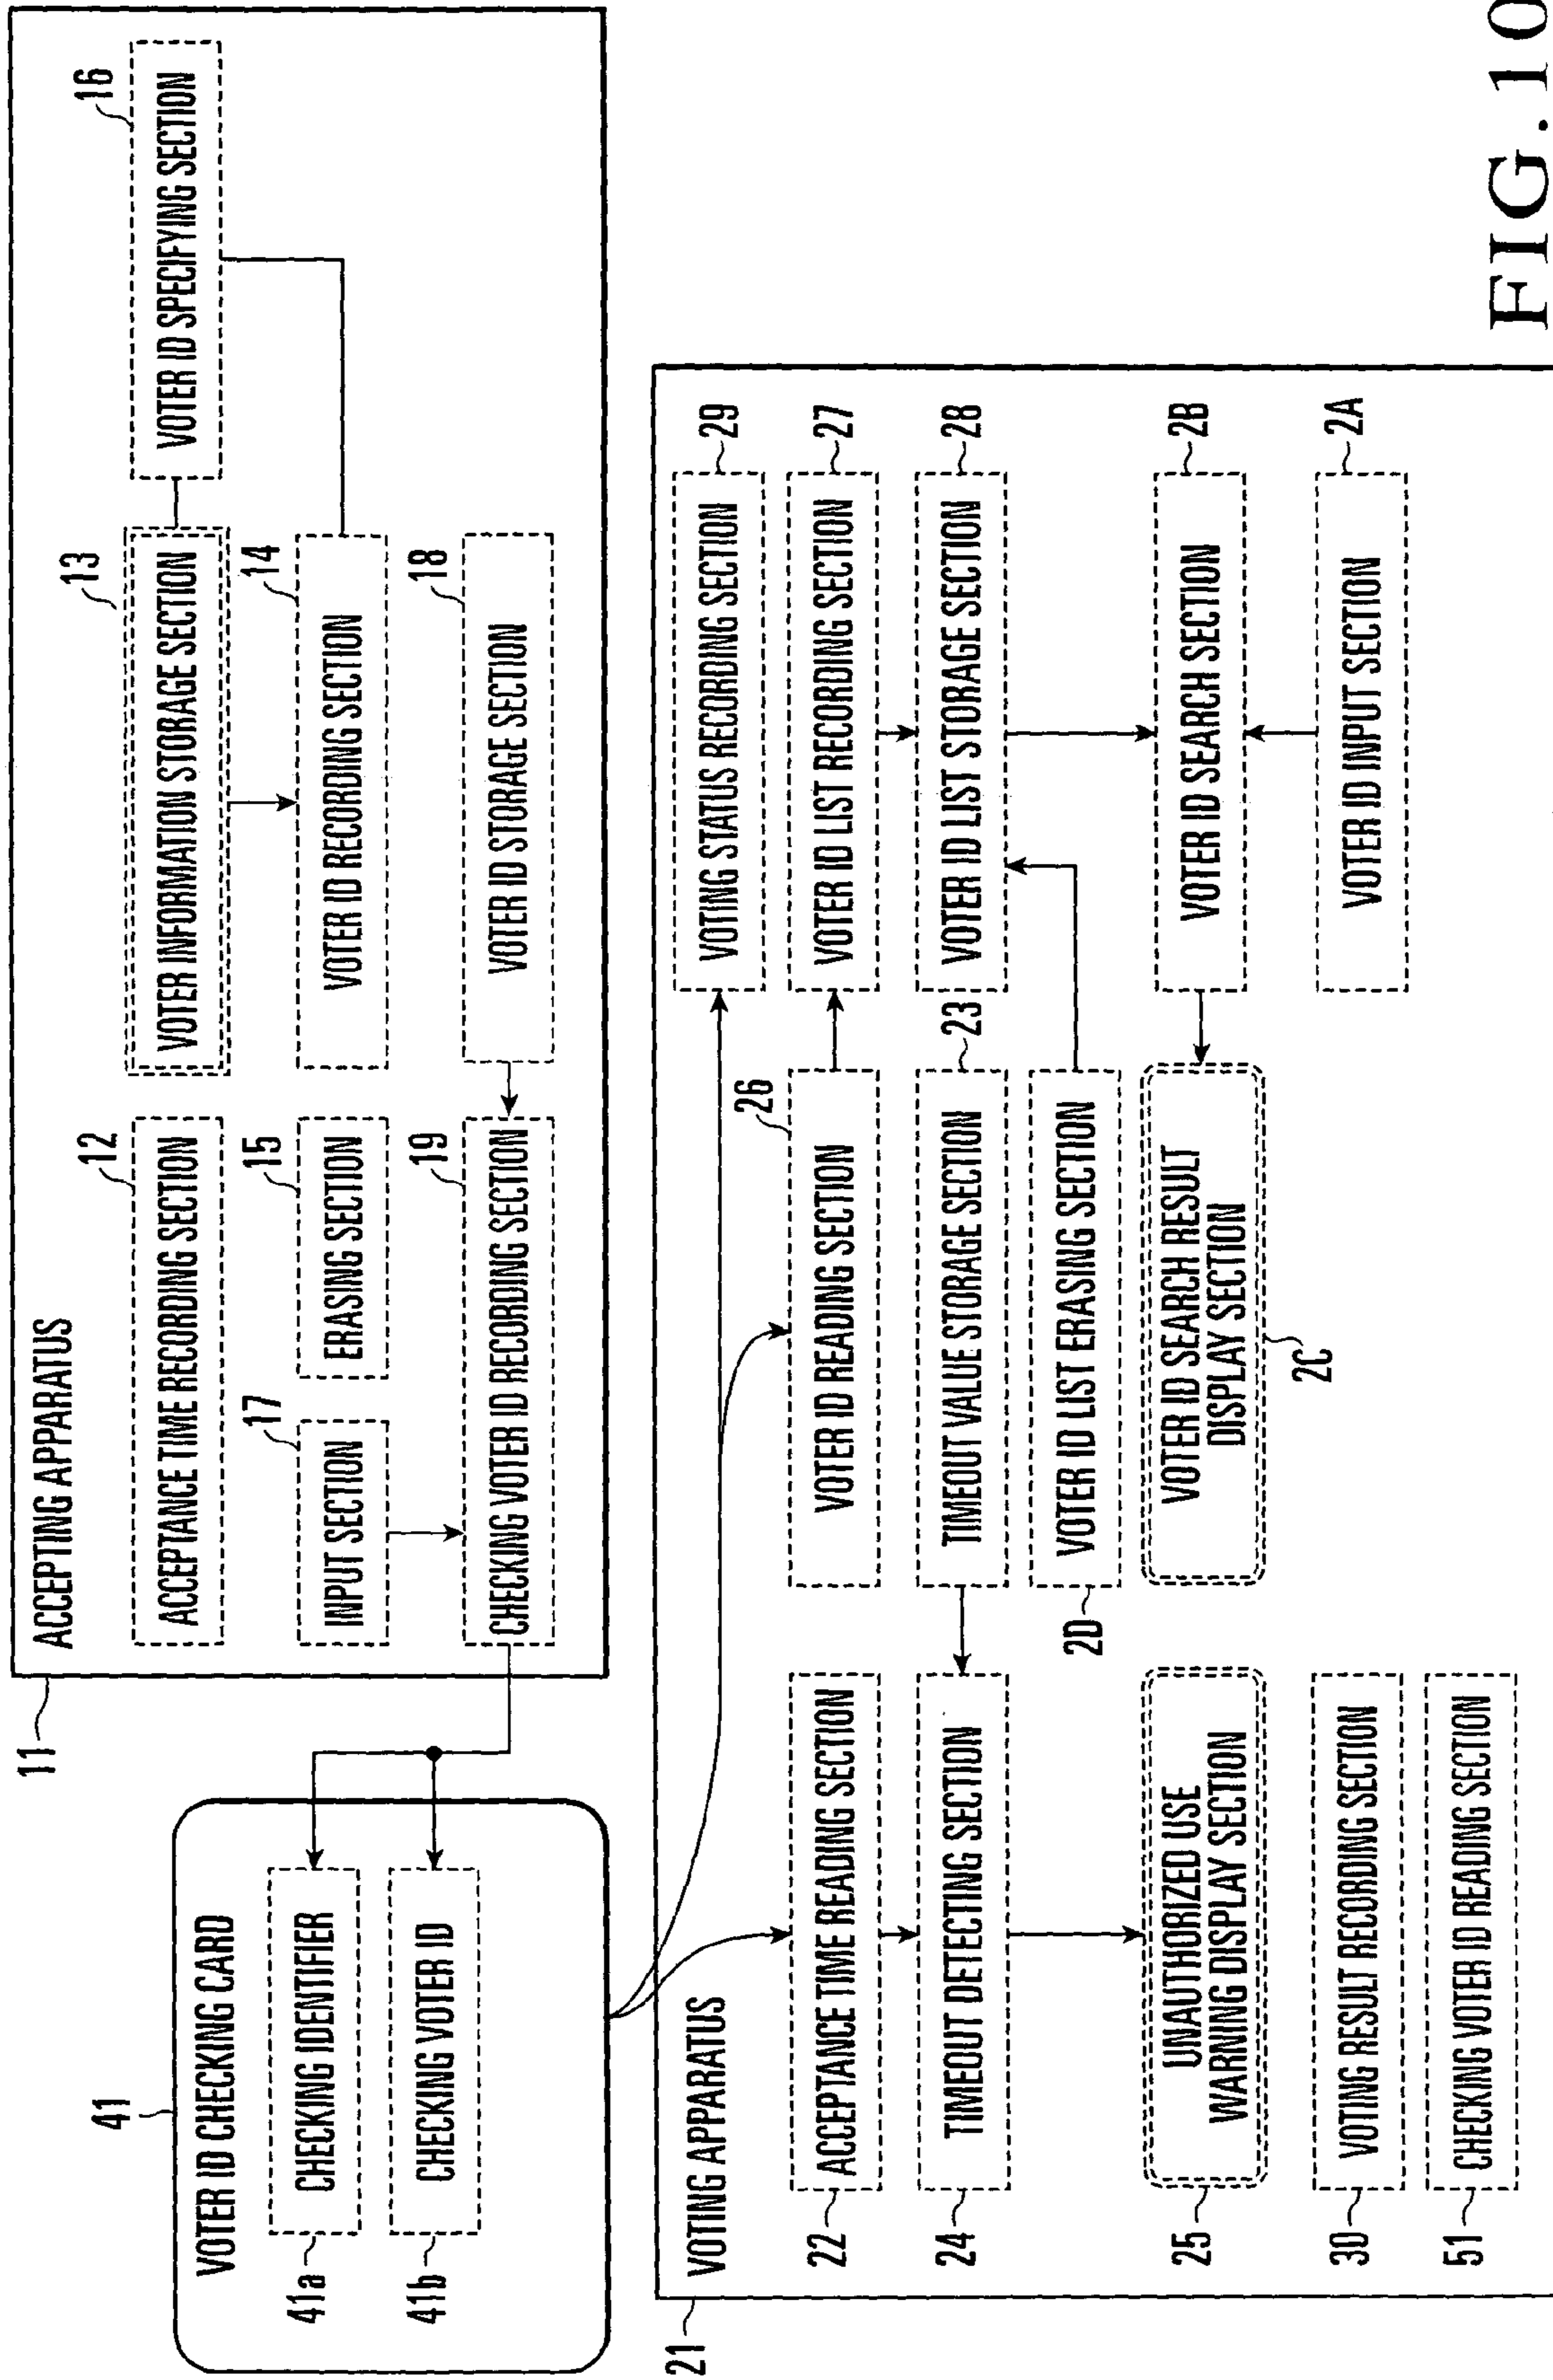 41
VOTER ID CHECKING CARD
41a
CHECKING IDENTIFIER
41b
CHECKING VOTER ID
11
ACCEPTING APPARATUS
12
ACCEPTANCE TIME RECORDING SECTION
13
VOTER INFORMATION STORAGE SECTION
16
VOTER ID SPECIFYING SECTION
17
INPUT SECTION
15
ERASING SECTION
14
VOTER ID RECORDING SECTION
19
CHECKING VOTER ID RECORDING SECTION
18
VOTER ID STORAGE SECTION
21
VOTING APPARATUS
VOTING STATUS RECORDING SECTION
29
22
ACCEPTANCE TIME READING SECTION
26
VOTER ID READING SECTION
VOTER ID LIST RECORDING SECTION
27
24
TIMEOUT DETECTING SECTION
TIMEOUT VALUE STORAGE SECTION
23
VOTER ID LIST STORAGE SECTION
28
2D
VOTER ID LIST ERASING SECTION
25
UNAUTHORIZED USE
WARNING DISPLAY SECTION
VOTER ID SEARCH RESULT
DISPLAY SECTION
2C
VOTER ID SEARCH SECTION
2B
30
VOTING RESULT RECORDING SECTION
VOTER ID INPUT SECTION
2A
51
CHECKING VOTER ID READING SECTION
FIG.10